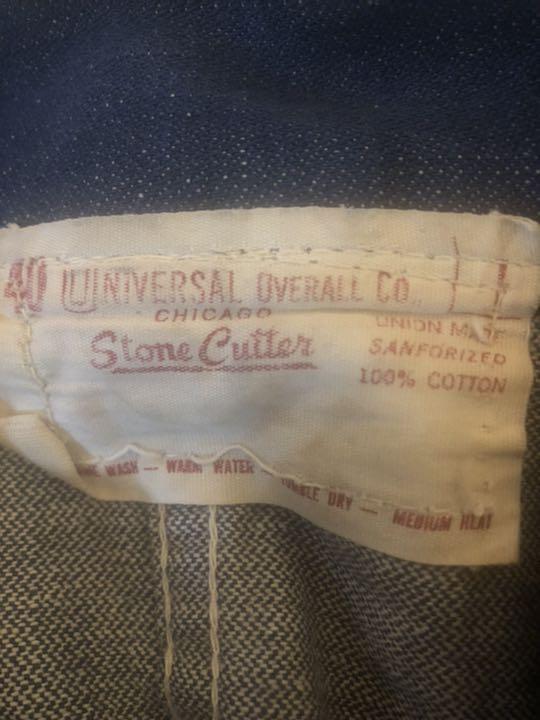 40 UNIVERSAL OVERALL CO.,
CHICAGO
Stone Cutter
UNION MADE
SANFORIZED
100% COTTON
WASH -- WARM WATER -- TUMBLE DRY -- MEDIUM HEAT